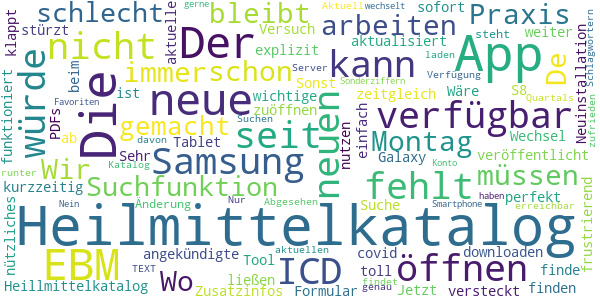 gerne Aktuell wechselt
klappt schlecht bleibt sofort Praxis Schlagwörtern
stürzt aktuelle Versuch arbeiten steht weiter
nicht Der explizit aktualisiert laden
immerschon beim Server kann App De
funktioniert würde Die ist neue Sonst Sonderziffern Verfügung Neuinstallation
PDFs Favoriten wichtige zuöffnen zeitgleich wäre S8 Quartals zufrieden
ab gemacht seit einfach verfügbar
Wir Sehr Tablet Suchen neuen nutzen Galaxy Montag Wechsel
Samsung davon veröffentlicht
runter kurzzeitig Suchfunktion Katalog Konto fehlt müssen perfekt
nützliches Nein Änderung Nur Abgesehen Suche Smartphone haben erreichbar frustrierend
Heilmittelkatalog
EBM angekündigte Tool aktuellen covid downloaden
Wo TEXT ließen ICD toll findet öffnen finde
Heillmittelkatalog Zusatzinfos Formular Jetzt genau versteckt finden